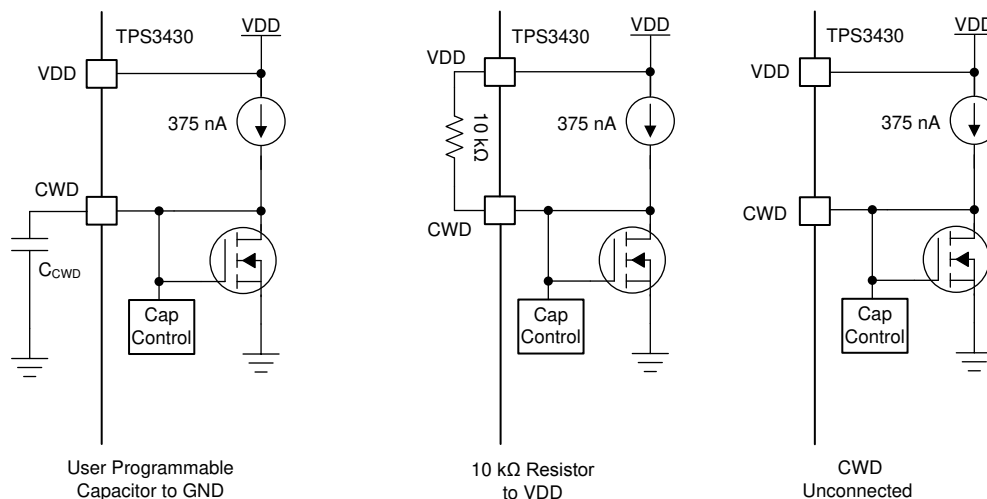 TPS3430
VDD
VDD
375 nA
CWD
CCWD
Cap
Control
User Programmable
Capacitor to GND
TPS3430
VDD
VDD
10 kΩ
375 nA
CWD
Cap
Control
10 kΩ Resistor
to VDD
TPS3430
VDD
VDD
375 nA
CWD
Cap
Control
CWD
Unconnected